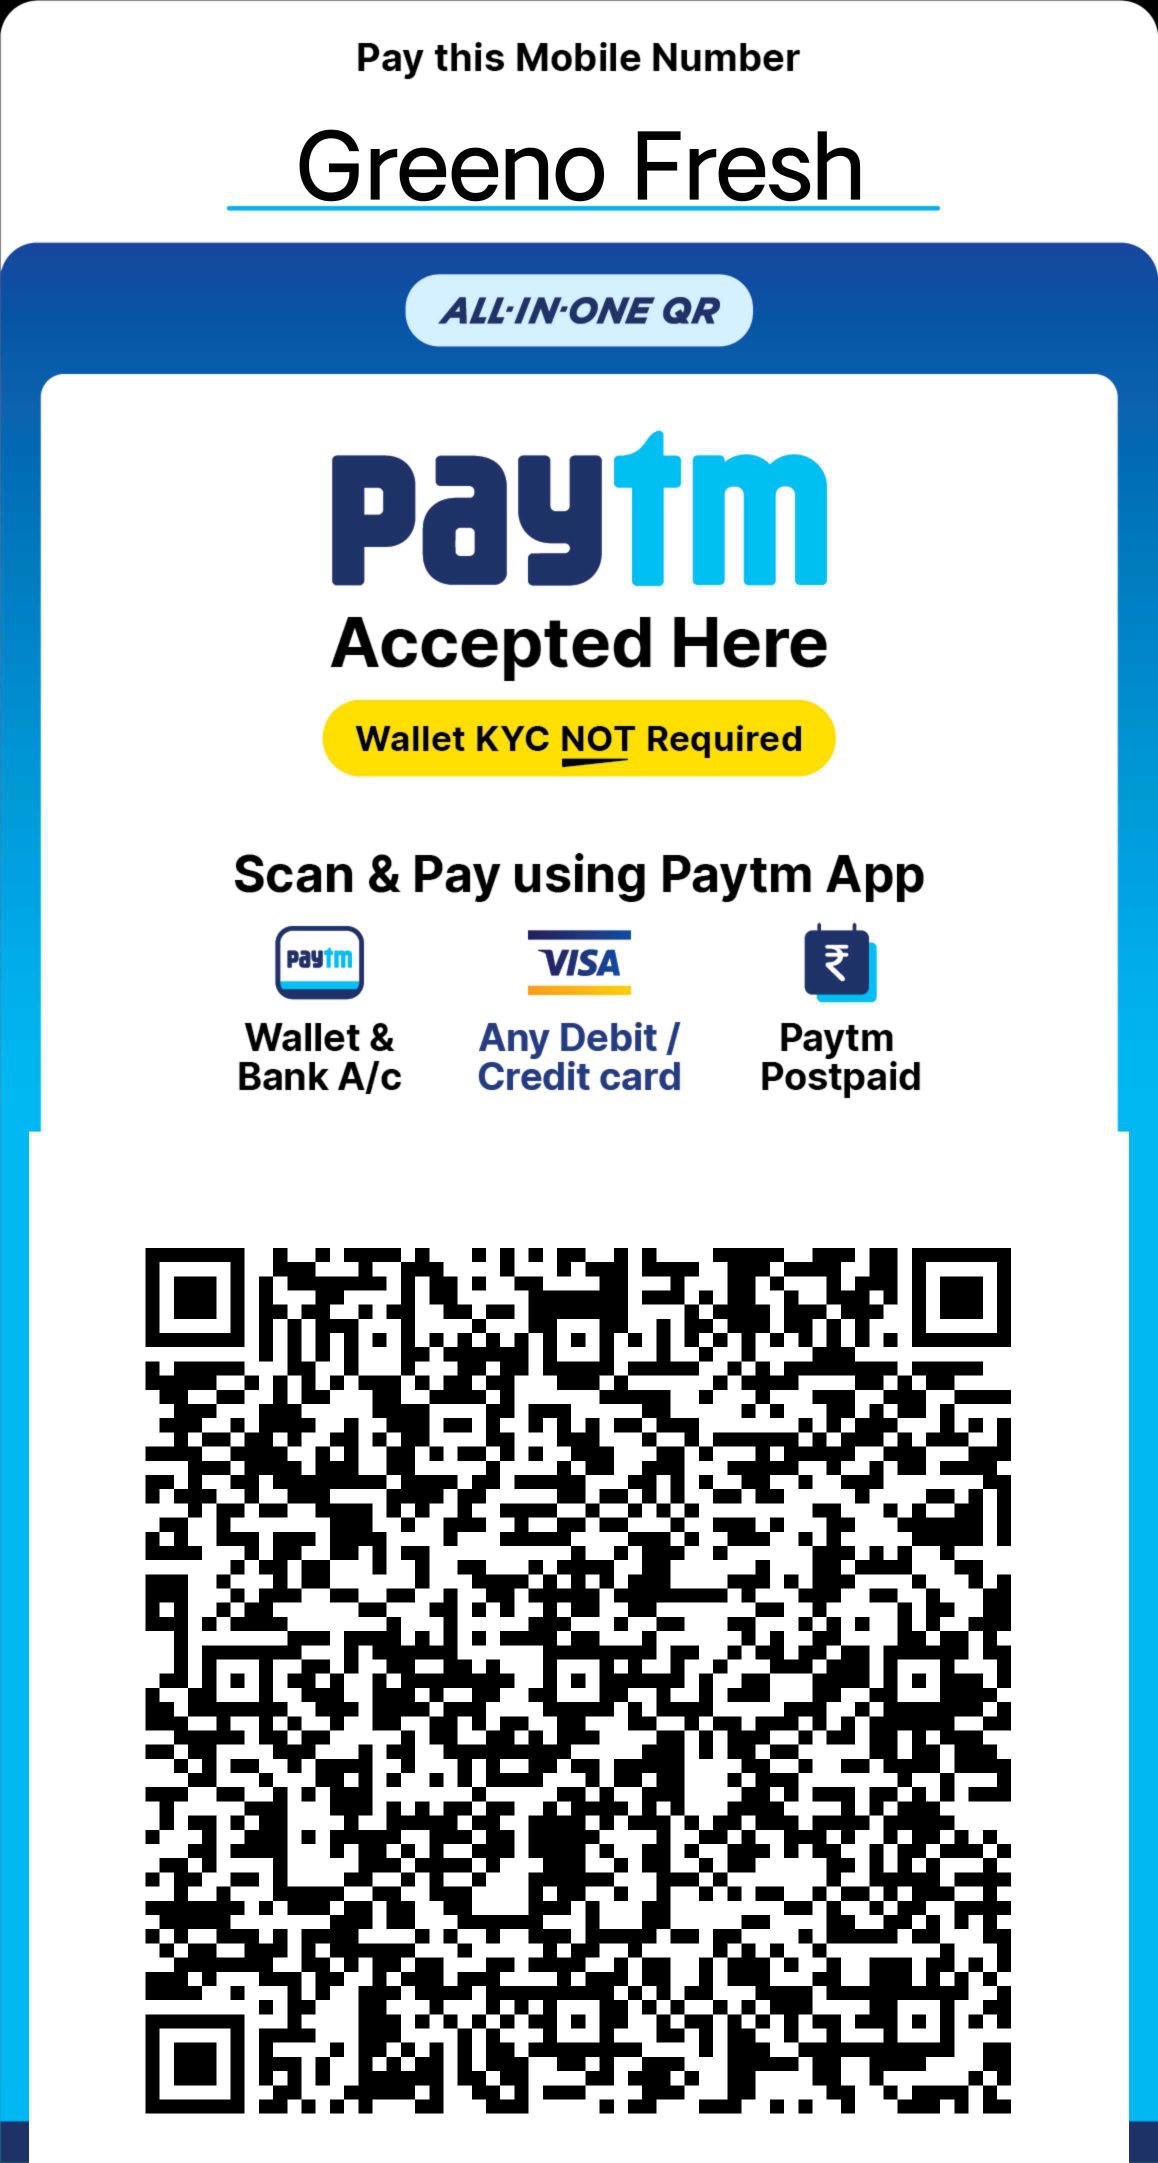 Pay this Mobile Number
Greeno Fresh
ALL·IN·ONE QR
paytm
Accepted Here
Wallet KYC NOT Required
Scan & Pay using Paytm App
paytm
VISA
₹
Wallet &
Bank A/c
Any Debit /
Credit card
Paytm
Postpaid